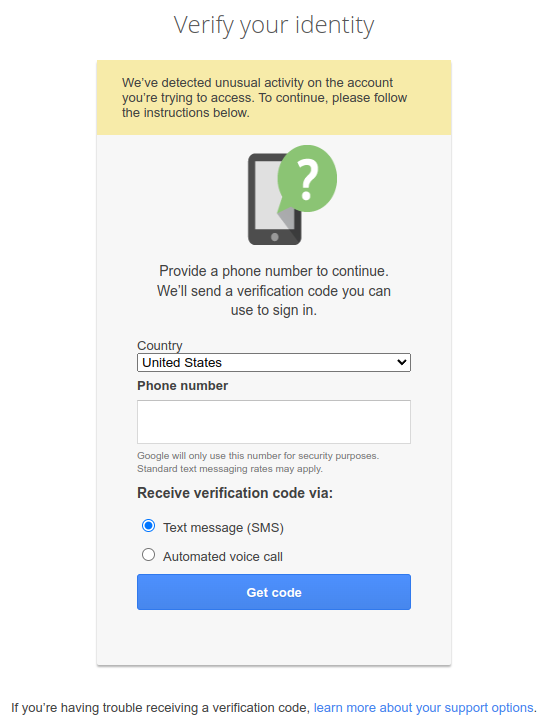 Verify your identity
We've detected unusual activity on the account
you're trying to access. To continue, please follow
the instructions below.
?
Provide a phone number to continue.
We'll send a verification code you can
use to sign in.
Country
United States
Phone number
Google will only use this number for security purposes.
Standard text messaging rates may apply.
Receive verification code via:
Text message (SMS)
Automated voice call
Get code
If you're having trouble receiving a verification code, learn more about your support options.